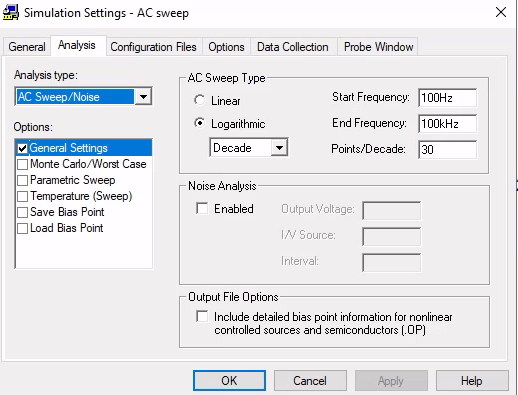 Simulation Settings - AC sweep
General Analysis Configuration Files Options Data Collection Probe Window
Analysis type:
AC Sweep/Noise
Options:
General Settings
Monte Carlo/Worst Case
Parametric Sweep
Temperature (Sweep)
Save Bias Point
Load Bias Point
AC Sweep Type
Linear
Logarithmic
Decade
Start Frequency: 100Hz
End Frequency: 100kHz
Points/Decade: 30
Noise Analysis
Enabled
Output Voltage:
I/V Source:
Interval:
Output File Options
Include detailed bias point information for nonlinear
controlled sources and semiconductors (.OP)
OK Cancel Apply Help